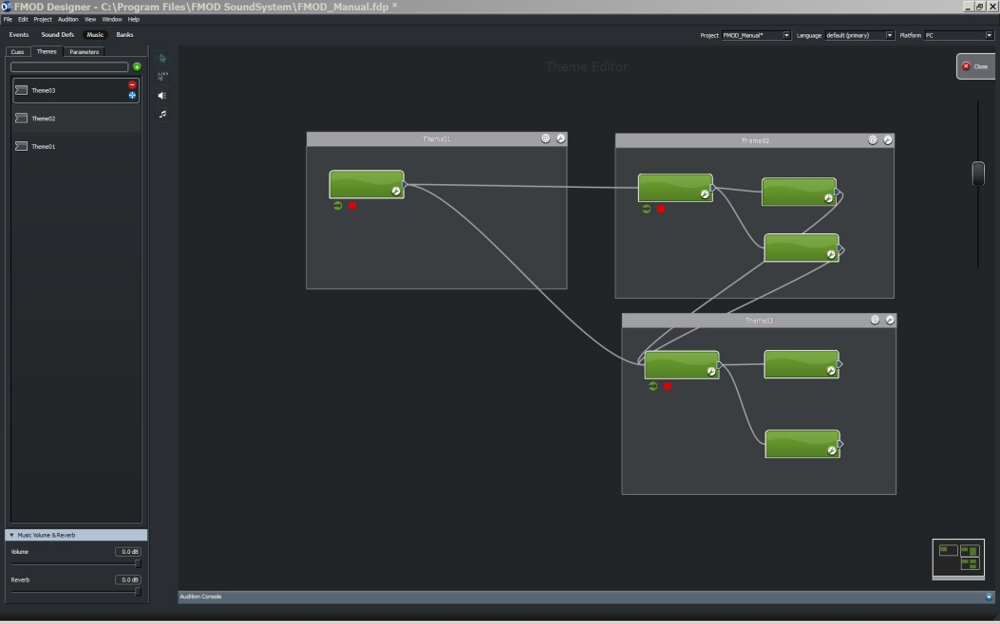 FMOD Designer - C:\Program Files\FMOD SoundSystem\FMOD_Manual.fdp *
File Edit Project Audition View Window Help
Events Sound Defs Music Banks
Project FMOD_Manual* Language default (primary) Platform PC
Cues Themes Parameters
Theme Editor
Close
Theme03
Theme02
Theme01
Theme01
Theme02
Theme03
Music Volume & Reverb
Volume 0.0 dB
Reverb 0.0 dB
Audition Console